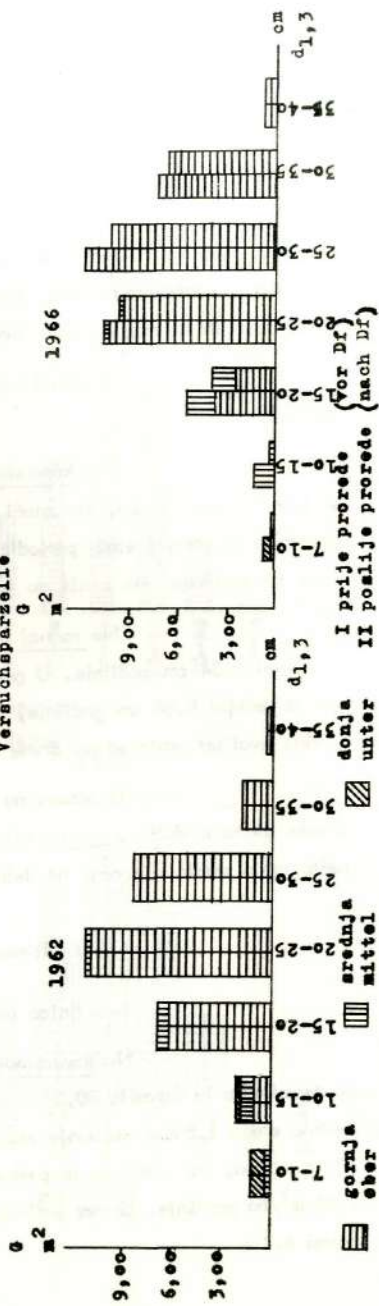 Versuchsparzelle
1962
G
m²
9,00
6,00
3,00
7-10
10-15
15-20
20-25
25-30
30-35
35-40
d1,3
1966
G
m²
9,00
6,00
3,00
7-10
10-15
15-20
20-25
25-30
30-35
35-40
cm
d1,3
gornja srednja donja I prije prorede (vor Df)
ober mittel unter II poslije prorede (nach Df)